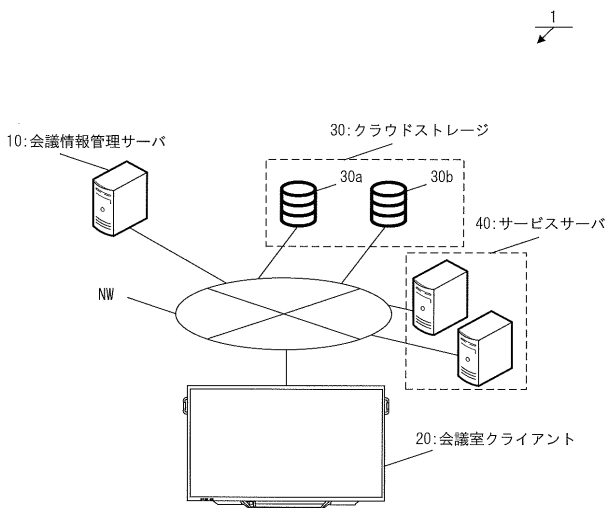 1
30:クラウドストレージ
10:会議情報管理サーバ
30a
30b
40:サービスサーバ
NW
20:会議室クライアント